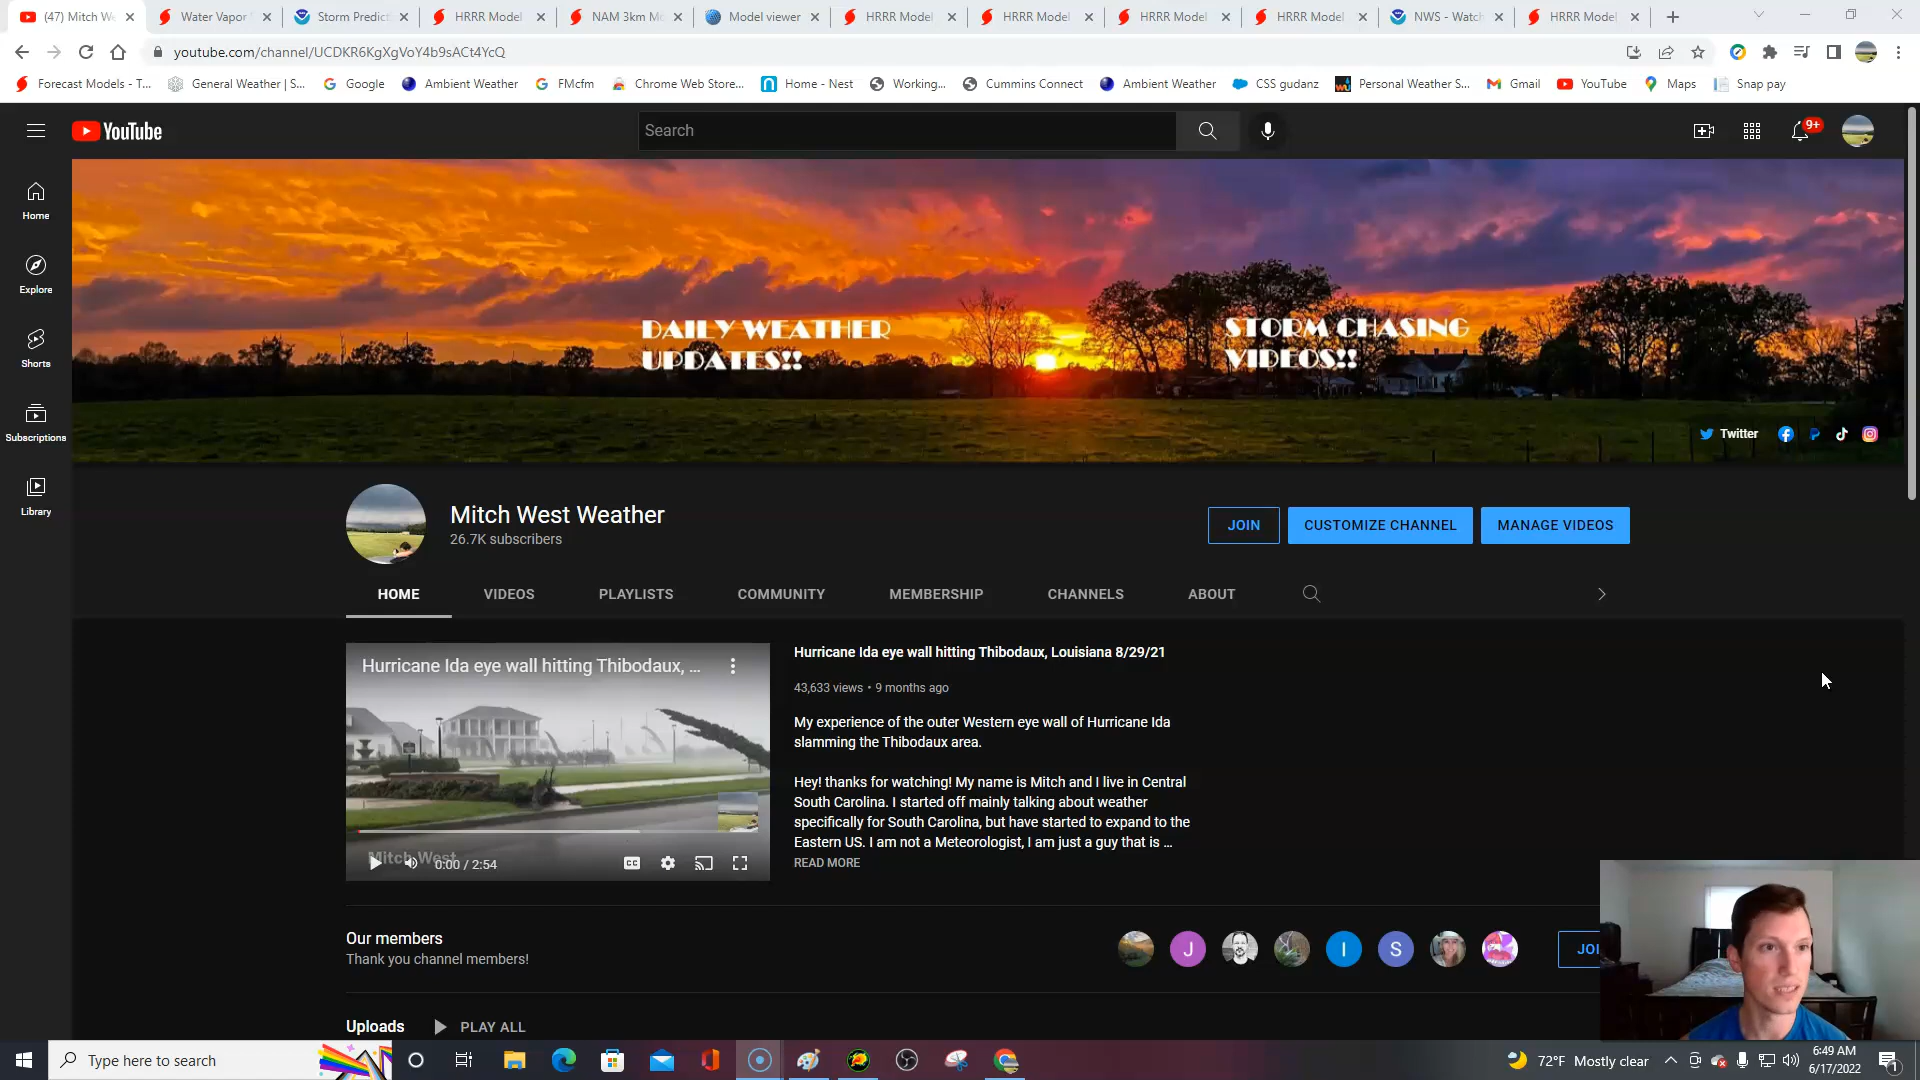 (47) Mitch We
Water Vapor
Storm Predict
HRRR Model
NAM 3km Mo
Model viewer
HRRR Model
HRRR Model
HRRR Model
HRRR Model
NWS - Watch
HRRR Model
youtube.com/channel/UCDKR6KgXgVoY4b9sACt4YcQ
Forecast Models - T...
General Weather | S...
Google
Ambient Weather
FMcfm
Chrome Web Store...
Home - Nest
Working...
Cummins Connect
Ambient Weather
CSS gudanz
Personal Weather S...
Gmail
YouTube
Maps
Snap pay
YouTube
Search
9+
Home
Explore
Shorts
Subscriptions
Library
DAILY WEATHER
UPDATES!!
STORM CHASING
VIDEOS!!
Twitter
Mitch West Weather
26.7K subscribers
JOIN
CUSTOMIZE CHANNEL
MANAGE VIDEOS
HOME
VIDEOS
PLAYLISTS
COMMUNITY
MEMBERSHIP
CHANNELS
ABOUT
Hurricane Ida eye wall hitting Thibodaux, ...
Mitch West
0:00 / 2:54
CC
Hurricane Ida eye wall hitting Thibodaux, Louisiana 8/29/21
43,633 views • 9 months ago
My experience of the outer Western eye wall of Hurricane Ida
slamming the Thibodaux area.
Hey! thanks for watching! My name is Mitch and I live in Central
South Carolina. I started off mainly talking about weather
specifically for South Carolina, but have started to expand to the
Eastern US. I am not a Meteorologist, I am just a guy that is ...
READ MORE
Our members
Thank you channel members!
J
I
S
JOI
Uploads
PLAY ALL
Type here to search
72°F Mostly clear
6:49 AM
6/17/2022
1